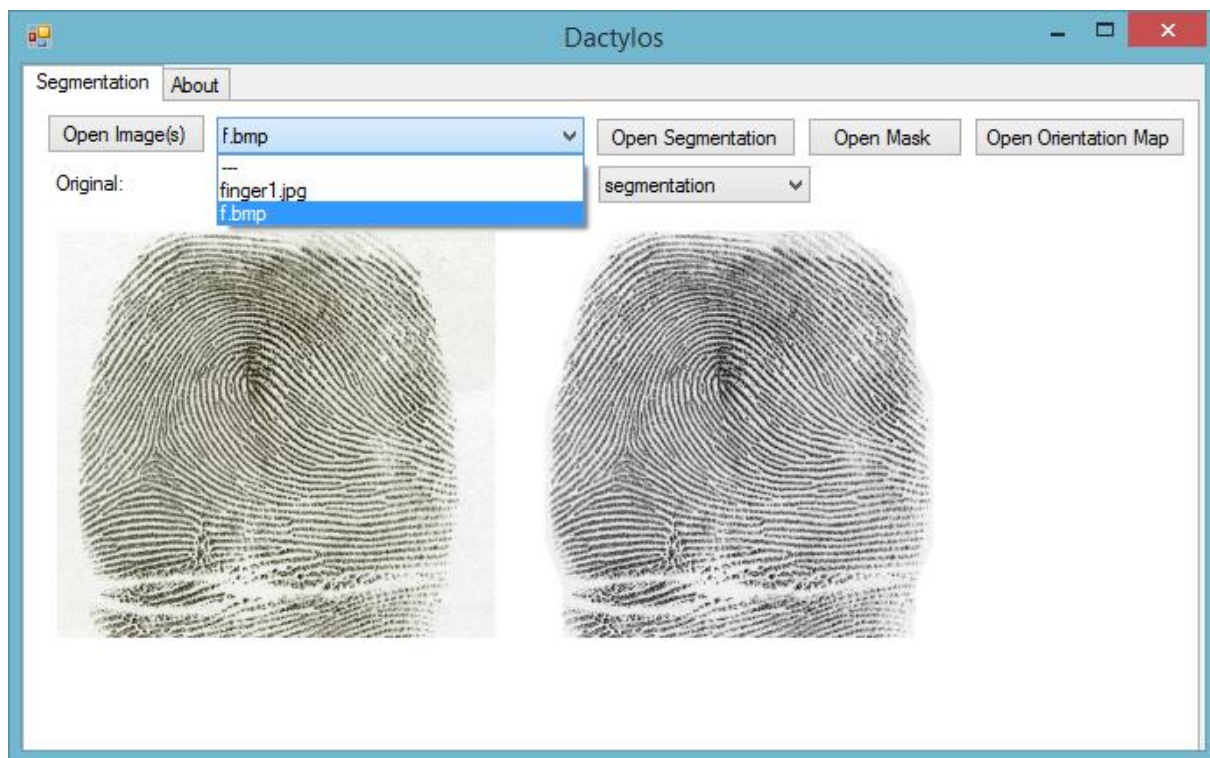 Dactylos
Segmentation About
Open Image(s) f.bmp Open Segmentation Open Mask Open Orientation Map
---
Original: finger1.jpg segmentation
f.bmp